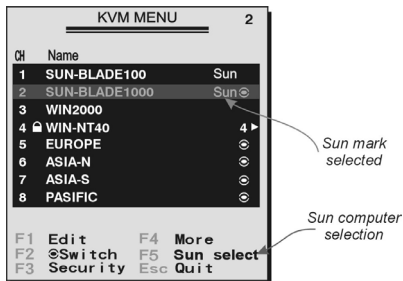 KVM MENU 2
CH Name
1 SUN-BLADE100 Sun
2 SUN-BLADE1000 Sun
3 WIN2000
4 WIN-NT40 4
5 EUROPE
6 ASIA-N
7 ASIA-S
8 PASIFIC
Sun mark
selected
Sun computer
selection
F1 Edit F4 More
F2 Switch F5 Sun select
F3 Security Esc Quit